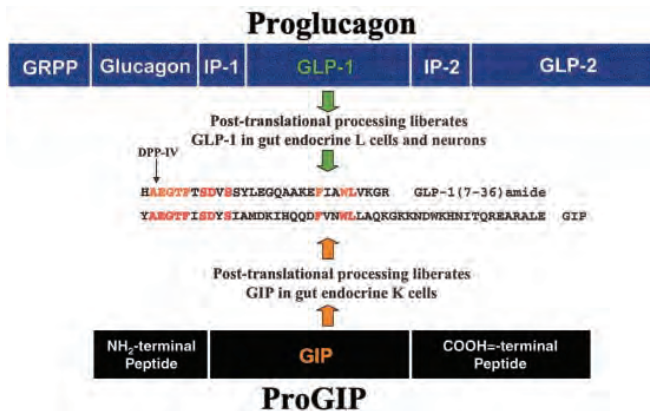 Proglucagon
GRPP Glucagon IP-1 GLP-1 IP-2 GLP-2
Post-translational processing liberates
GLP-1 in gut endocrine L cells and neurons
DPP-IV
HAEGTFTSDVSSYLEGQAAKEFIAWLVKGR GLP-1(7-36)amide
YAEGTFISDYSIAMDKIHQQDFVNWLLAQKGKKNDWKHNITQREARALE GIP
Post-translational processing liberates
GIP in gut endocrine K cells
NH₂-terminal
Peptide
GIP
COOH=-terminal
Peptide
ProGIP